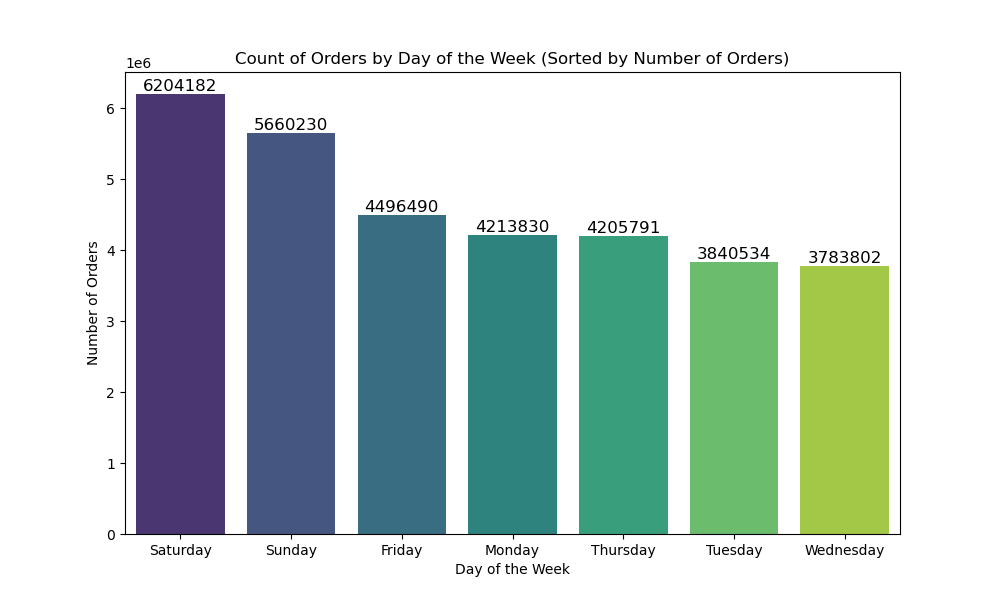 Count of Orders by Day of the Week (Sorted by Number of Orders)
1e6
6204182
5660230
4496490
4213830
4205791
3840534
3783802
6
5
4
3
2
1
0
Number of Orders
Saturday Sunday Friday Monday Thursday Tuesday Wednesday
Day of the Week